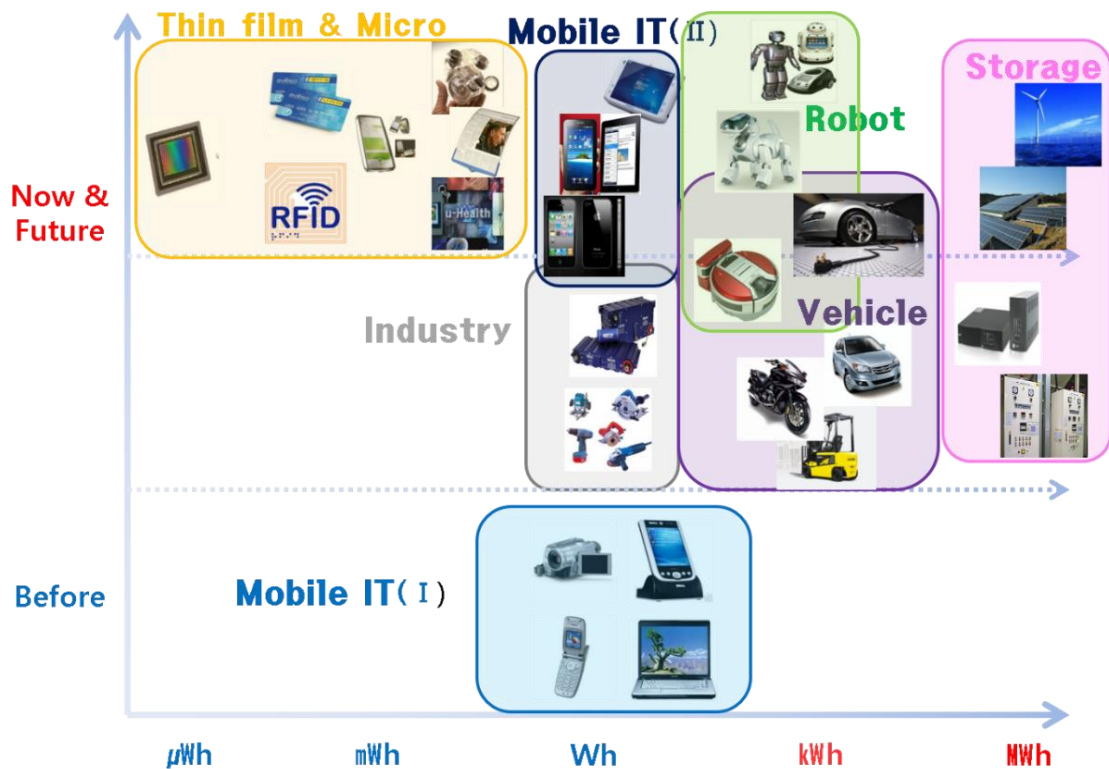 Thin film & Micro
Mobile IT(Ⅱ)
Storage
Robot
Now &
Future
RFiD
u-Health
Industry
Vehicle
Before
Mobile IT(Ⅰ)
μWh
mWh
Wh
kWh
MWh